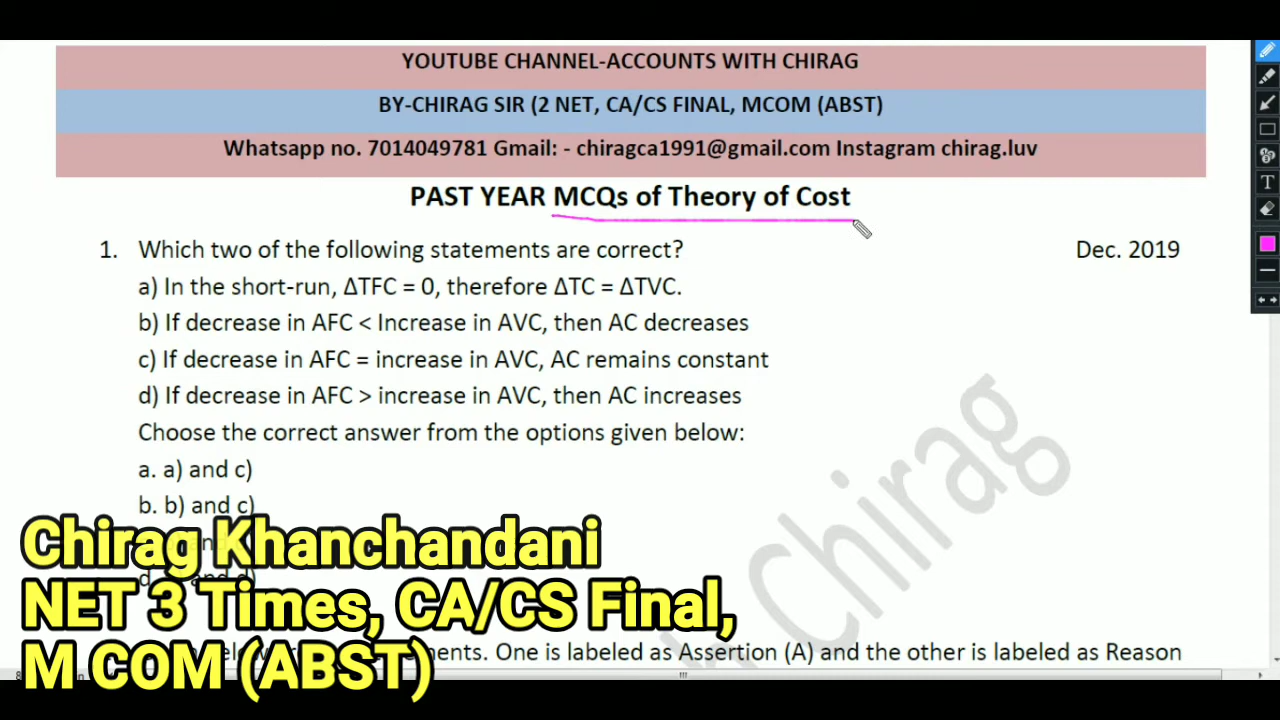 YOUTUBE CHANNEL-ACCOUNTS WITH CHIRAG
BY-CHIRAG SIR (2 NET, CA/CS FINAL, MCOM (ABST)
Whatsapp no. 7014049781 Gmail: - chiragca1991@gmail.com Instagram chirag.luv
PAST YEAR MCQs of Theory of Cost
1. Which two of the following statements are correct? Dec. 2019
a) In the short-run, ΔTFC = 0, therefore ΔTC = ΔTVC.
b) If decrease in AFC < Increase in AVC, then AC decreases
c) If decrease in AFC = increase in AVC, AC remains constant
d) If decrease in AFC > increase in AVC, then AC increases
Choose the correct answer from the options given below:
a. a) and c)
b. b) and c)
Chirag Khanchandani
NET 3 Times, CA/CS Final,
M COM (ABST)
One is labeled as Assertion (A) and the other is labeled as Reason
Chirag